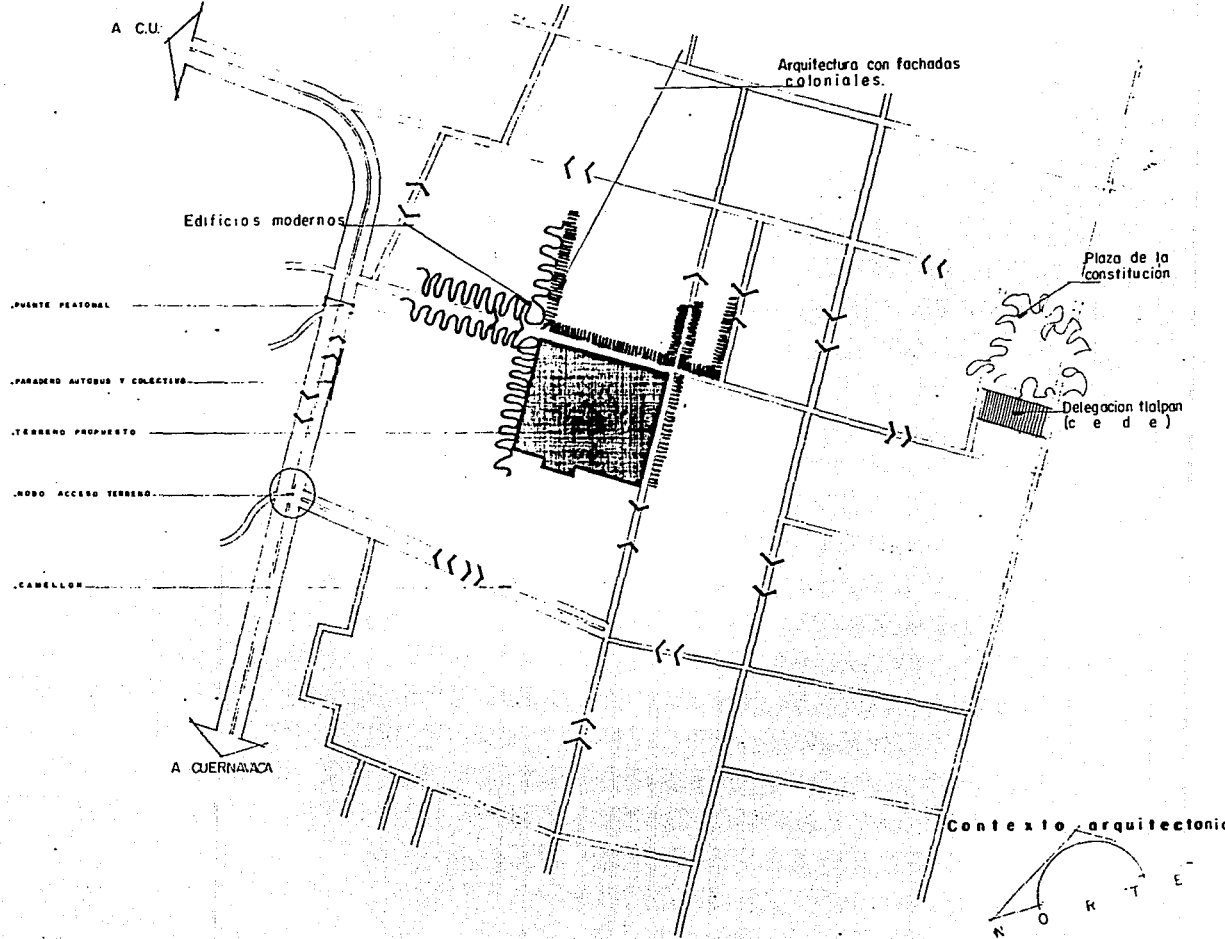 A C.U.
Arquitectura con fachadas
coloniales.
Edificios modernos
Plaza de la
constitución
.PUENTE PEATONAL
.PARADERO AUTOBUS Y COLECTIVO
Delegacion tlalpan
(c e d e)
.TERRENO PROPUESTO
.NODO ACCESO TERRENO
.CAMELLON
A CUERNAVACA
Contexto arquitectonic
N O R T E